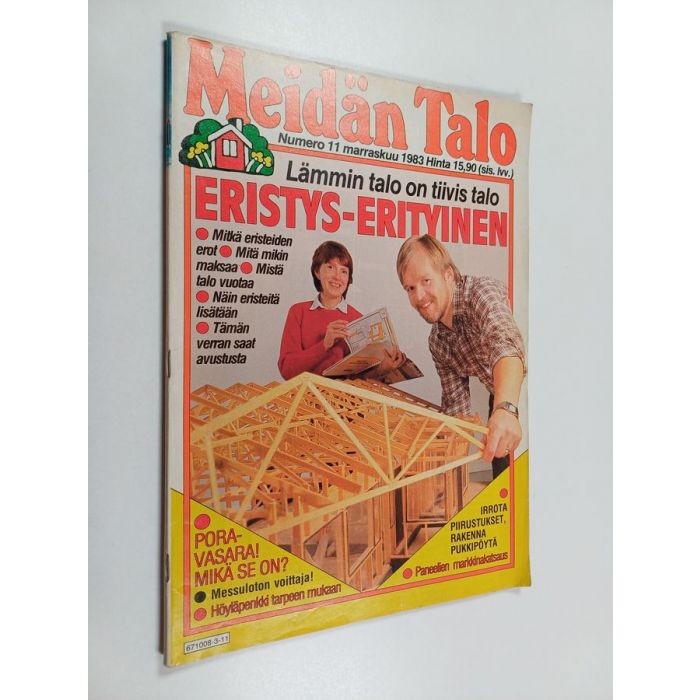 Meidän Talo
Numero 11 marraskuu 1983 Hinta 15,90 (sis. lvv.)
Lämmin talo on tiivis talo
ERISTYS-ERITYINEN
Mitkä eristeiden
erot Mitä mikin
maksaa Mistä
talo vuotaa
Näin eristeitä
lisätään
Tämän
verran saat
avustusta
PORA-
VASARA!
MIKÄ SE ON?
Messuloton voittaja!
Höyläpenkki tarpeen mukaan
IRROTA
PIIRUSTUKSET,
RAKENNA
PUKKIPÖYTÄ
Paneelien markkinakatsaus
671008-3-11